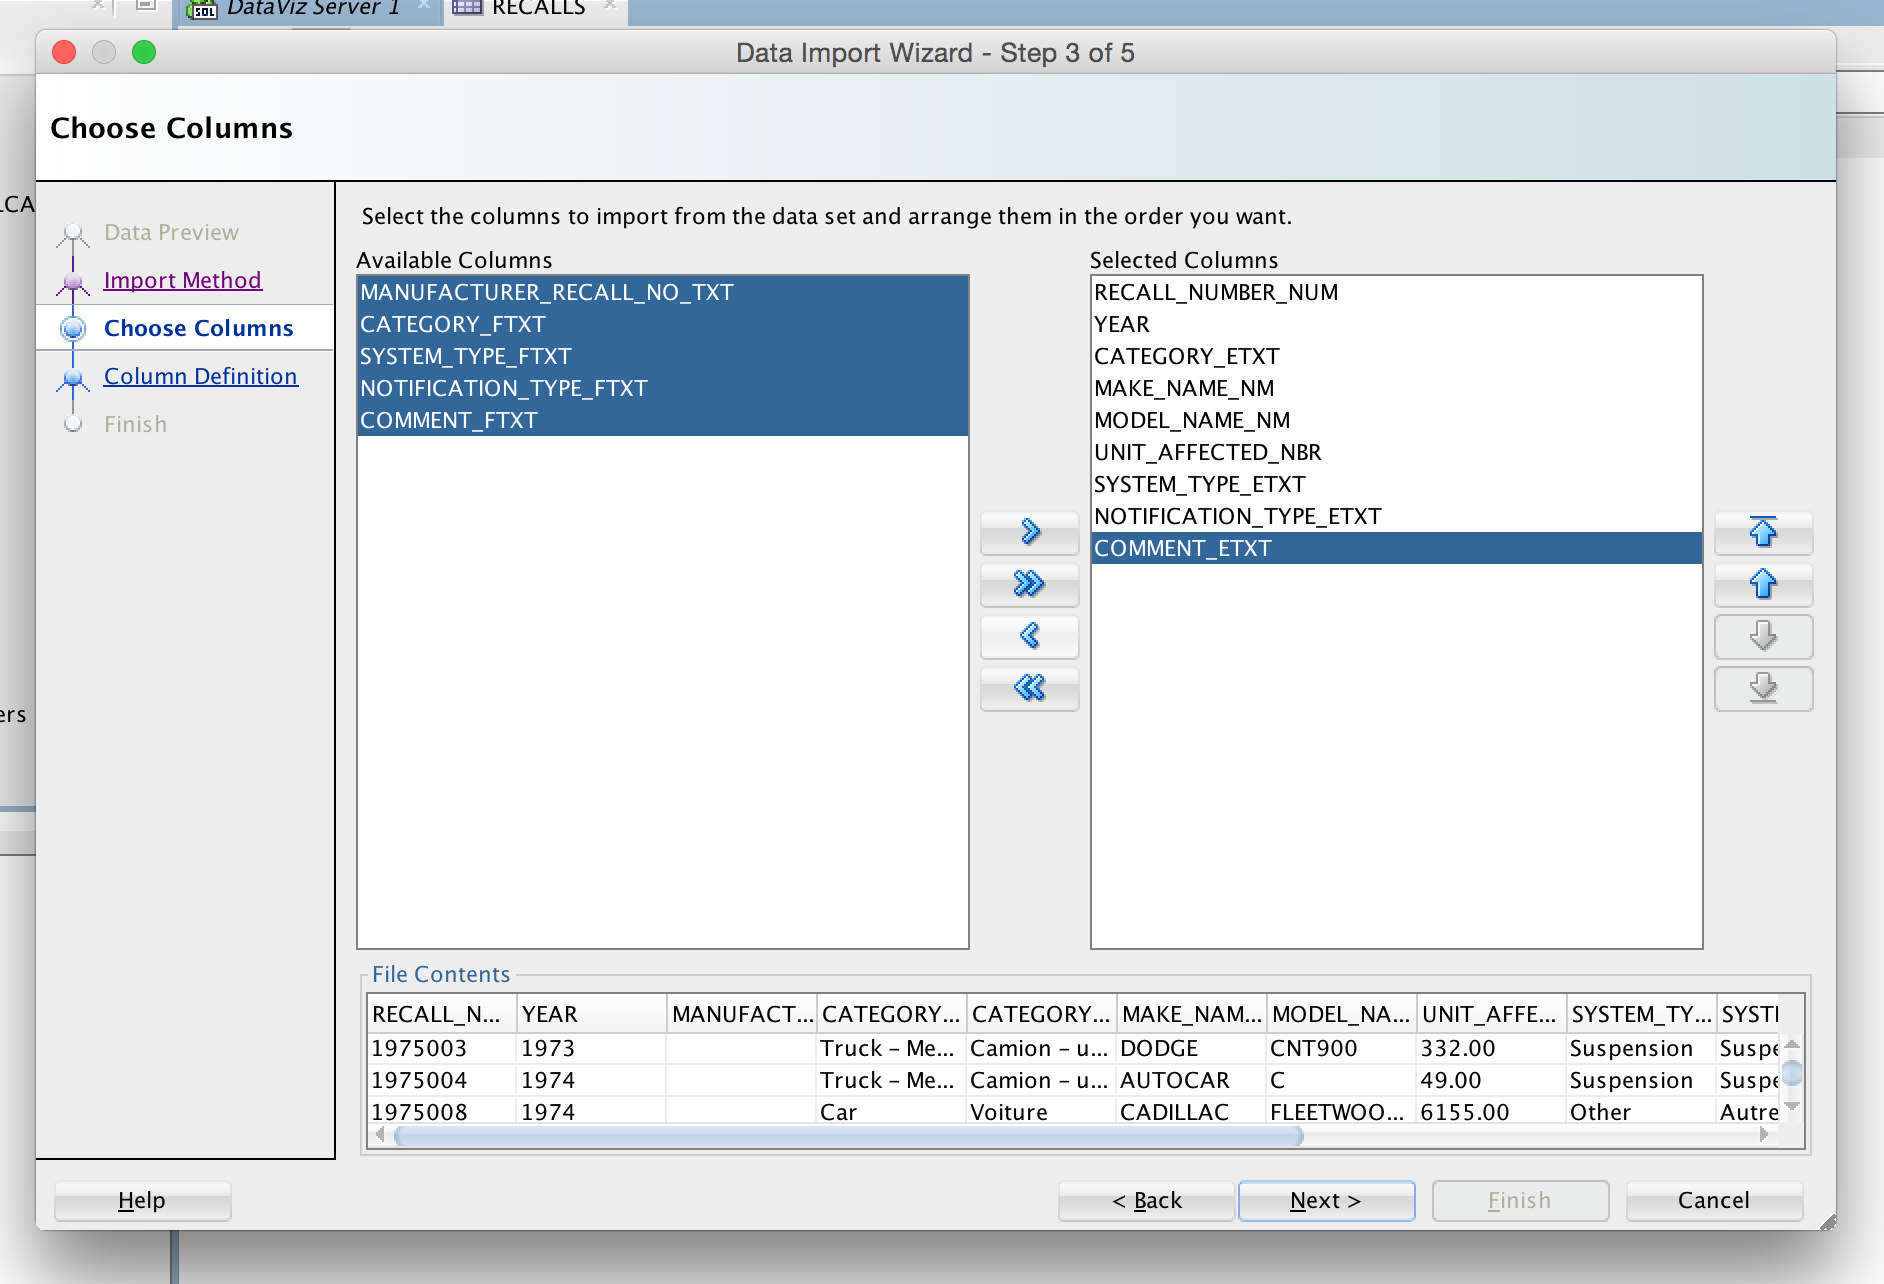 DataViz Server 1
RECALLS
Data Import Wizard - Step 3 of 5
Choose Columns
Data Preview
Import Method
Choose Columns
Column Definition
Finish
Select the columns to import from the data set and arrange them in the order you want.
Available Columns
MANUFACTURER_RECALL_NO_TXT
CATEGORY_FTXT
SYSTEM_TYPE_FTXT
NOTIFICATION_TYPE_FTXT
COMMENT_FTXT
Selected Columns
RECALL_NUMBER_NUM
YEAR
CATEGORY_ETXT
MAKE_NAME_NM
MODEL_NAME_NM
UNIT_AFFECTED_NBR
SYSTEM_TYPE_ETXT
NOTIFICATION_TYPE_ETXT
COMMENT_ETXT
File Contents
RECALL_N... YEAR MANUFACT... CATEGORY... CATEGORY... MAKE_NAM... MODEL_NA... UNIT_AFFE... SYSTEM_TY... SYSTI
1975003 1973 Truck – Me... Camion – u... DODGE CNT900 332.00 Suspension Suspe
1975004 1974 Truck – Me... Camion – u... AUTOCAR C 49.00 Suspension Suspe
1975008 1974 Car Voiture CADILLAC FLEETWOO... 6155.00 Other Autre
Help
< Back
Next >
Finish
Cancel